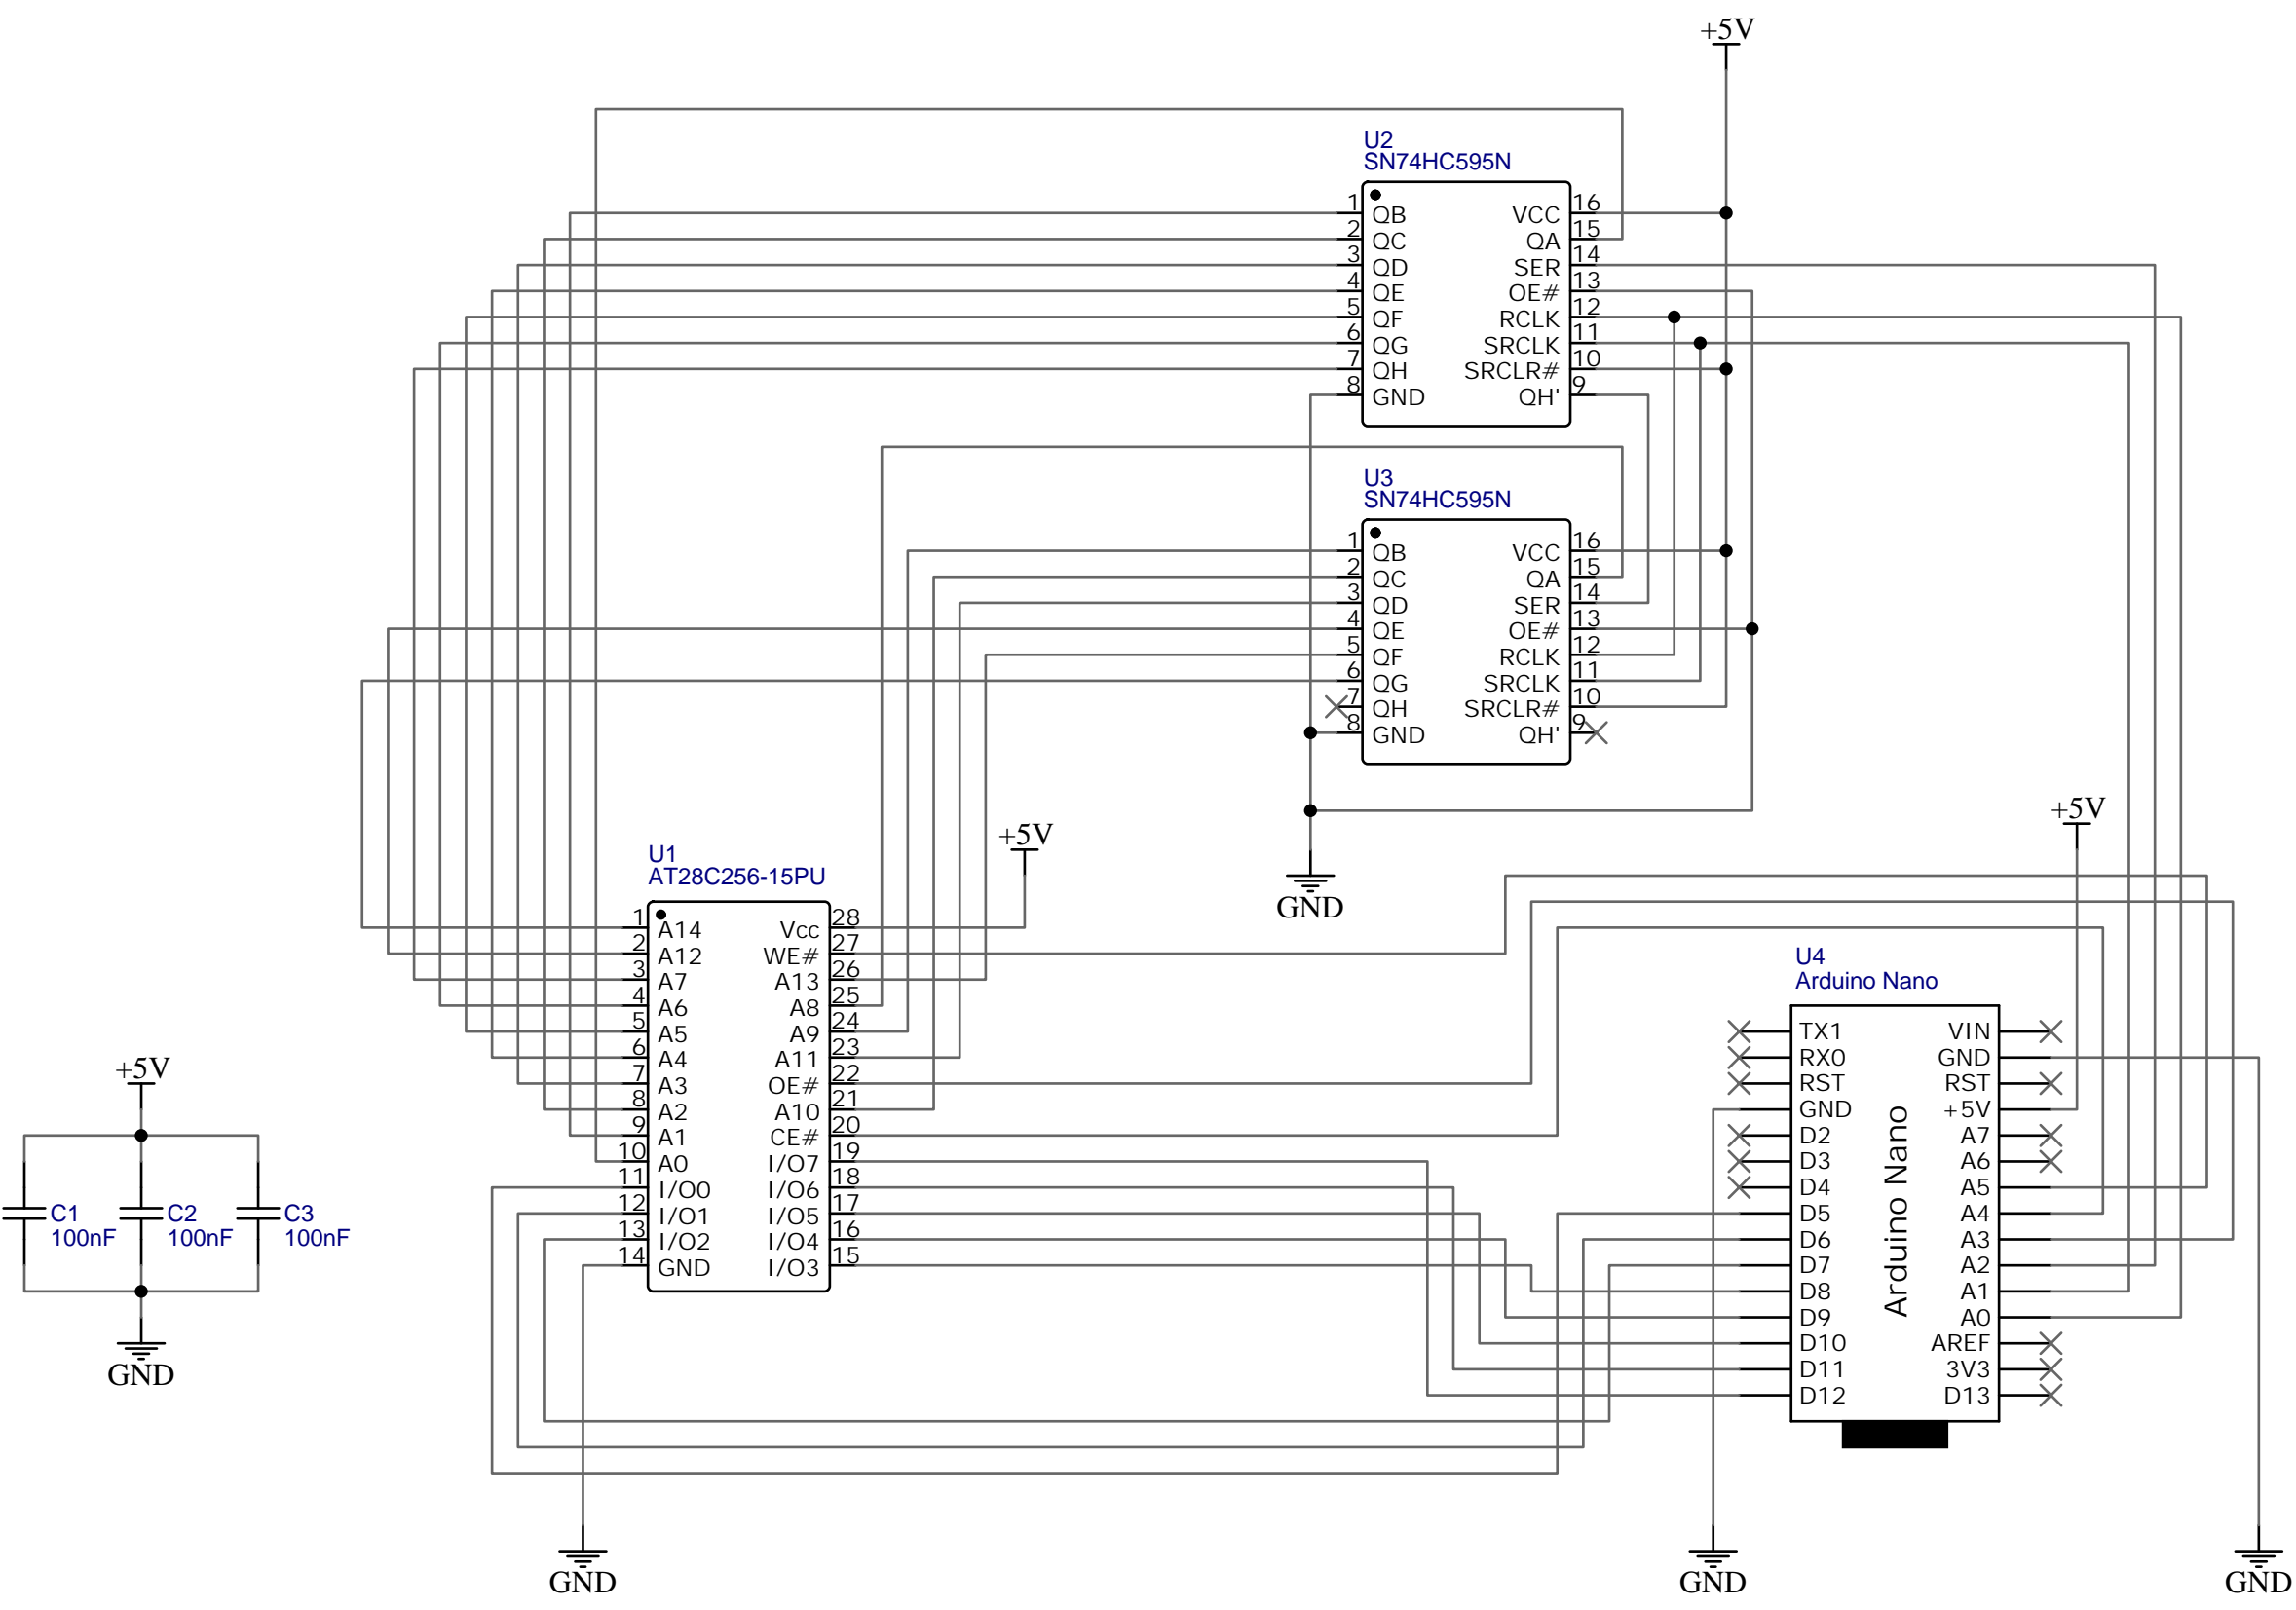 +5V
U2
SN74HC595N
1 QB VCC 16
2 QC QA 15
3 QD SER 14
4 QE OE# 13
5 QF RCLK 12
6 QG SRCLK 11
7 QH SRCLR# 10
8 GND QH' 9
U3
SN74HC595N
1 QB VCC 16
2 QC QA 15
3 QD SER 14
4 QE OE# 13
5 QF RCLK 12
6 QG SRCLK 11
7 QH SRCLR# 10
8 GND QH' 9
GND
+5V
+5V
U1
AT28C256-15PU
1 A14 Vcc 28
2 A12 WE# 27
3 A7 A13 26
4 A6 A8 25
5 A5 A9 24
6 A4 A11 23
7 A3 OE# 22
8 A2 A10 21
9 A1 CE# 20
10 A0 I/O7 19
11 I/O0 I/O6 18
12 I/O1 I/O5 17
13 I/O2 I/O4 16
14 GND I/O3 15
GND
U4
Arduino Nano
TX1 VIN
RX0 GND
RST RST
GND +5V
D2 A7
D3 A6
D4 A5
D5 A4
D6 A3
D7 A2
D8 A1
D9 A0
D10 AREF
D11 3V3
D12 D13
Arduino Nano
GND
GND
+5V
C1 C2 C3
100nF 100nF 100nF
GND